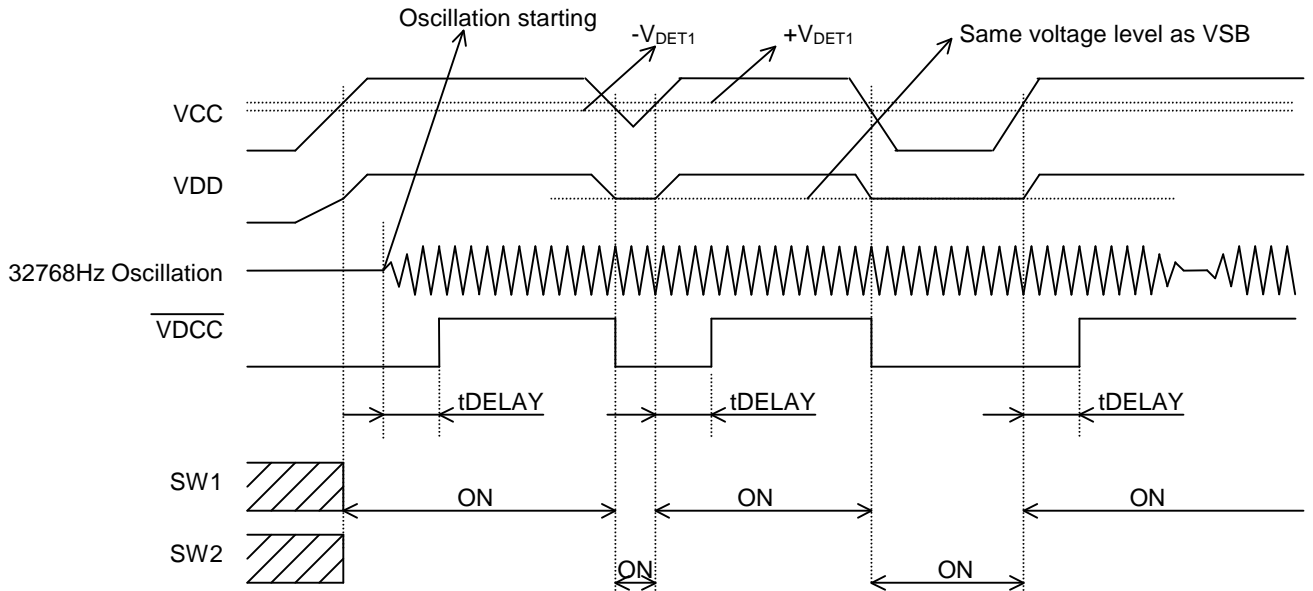 Oscillation starting
-VDET1
+VDET1
Same voltage level as VSB
VCC
VDD
32768Hz Oscillation
VDCC
tDELAY
tDELAY
tDELAY
SW1
ON
ON
ON
SW2
ON
ON